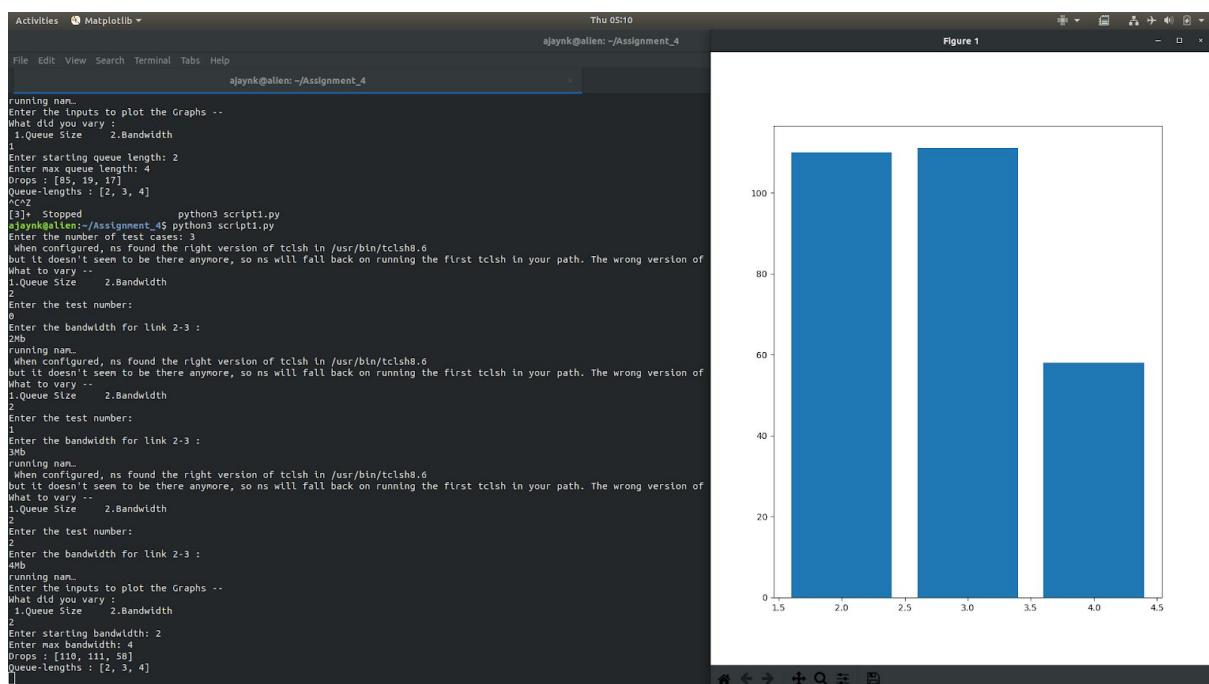 Activities Matplotlib Thu 05:10
ajaynk@alien: ~/Assignment_4
File Edit View Search Terminal Tabs Help
ajaynk@alien: ~/Assignment_4 ×
running nam…
Enter the inputs to plot the Graphs --
What did you vary :
1.Queue Size 2.Bandwidth
1
Enter starting queue length: 2
Enter max queue length: 4
Drops : [85, 19, 17]
Queue-lengths : [2, 3, 4]
^C^Z
[3]+ Stopped python3 script1.py
ajaynk@alien:~/Assignment_4$ python3 script1.py
Enter the number of test cases: 3
When configured, ns found the right version of tclsh in /usr/bin/tclsh8.6
but it doesn't seem to be there anymore, so ns will fall back on running the first tclsh in your path. The wrong version of
What to vary --
1.Queue Size 2.Bandwidth
2
Enter the test number:
0
Enter the bandwidth for link 2-3 :
2Mb
running nam…
When configured, ns found the right version of tclsh in /usr/bin/tclsh8.6
but it doesn't seem to be there anymore, so ns will fall back on running the first tclsh in your path. The wrong version of
What to vary --
1.Queue Size 2.Bandwidth
2
Enter the test number:
1
Enter the bandwidth for link 2-3 :
3Mb
running nam…
When configured, ns found the right version of tclsh in /usr/bin/tclsh8.6
but it doesn't seem to be there anymore, so ns will fall back on running the first tclsh in your path. The wrong version of
What to vary --
1.Queue Size 2.Bandwidth
2
Enter the test number:
2
Enter the bandwidth for link 2-3 :
4Mb
running nam…
Enter the inputs to plot the Graphs --
What did you vary :
1.Queue Size 2.Bandwidth
2
Enter starting bandwidth: 2
Enter max bandwidth: 4
Drops : [110, 111, 58]
Queue-lengths : [2, 3, 4]
Figure 1
100
80
60
40
20
0
1.5 2.0 2.5 3.0 3.5 4.0 4.5